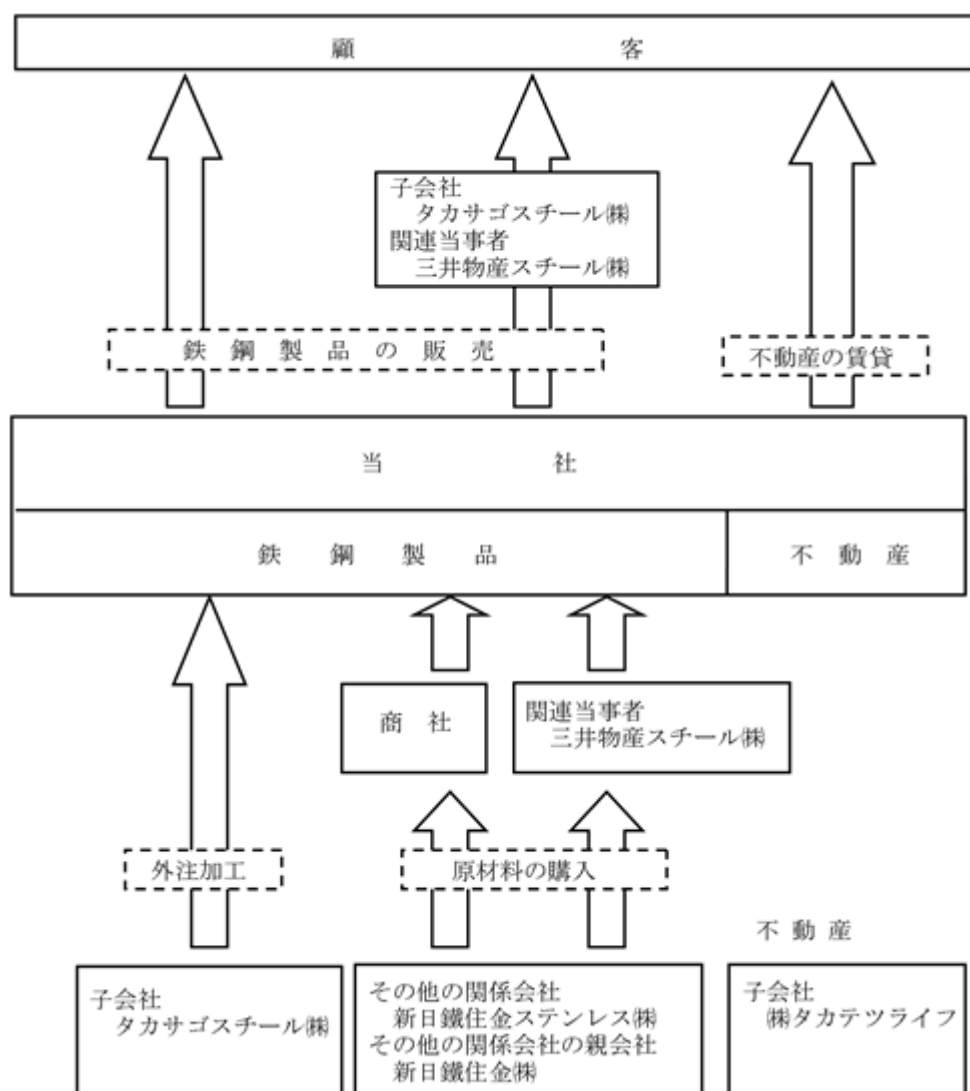 顧客
子会社
タカサゴスチール㈱
関連当事者
三井物産スチール㈱
鉄鋼製品の販売
不動産の賃貸
当社
鉄鋼製品
不動産
商社
関連当事者
三井物産スチール㈱
外注加工
原材料の購入
不動産
子会社
タカサゴスチール㈱
その他の関係会社
新日鐵住金ステンレス㈱
その他の関係会社の親会社
新日鐵住金㈱
子会社
㈱タカテツライフ